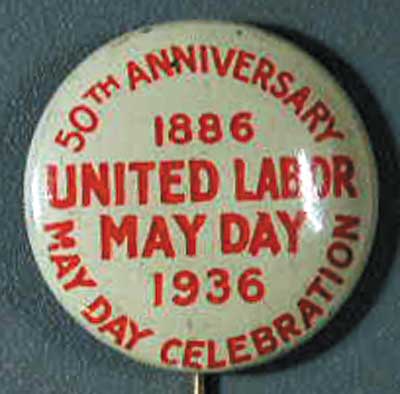 50TH ANNIVERSARY
1886
UNITED LABOR
MAY DAY
1936
MAY DAY CELEBRATION